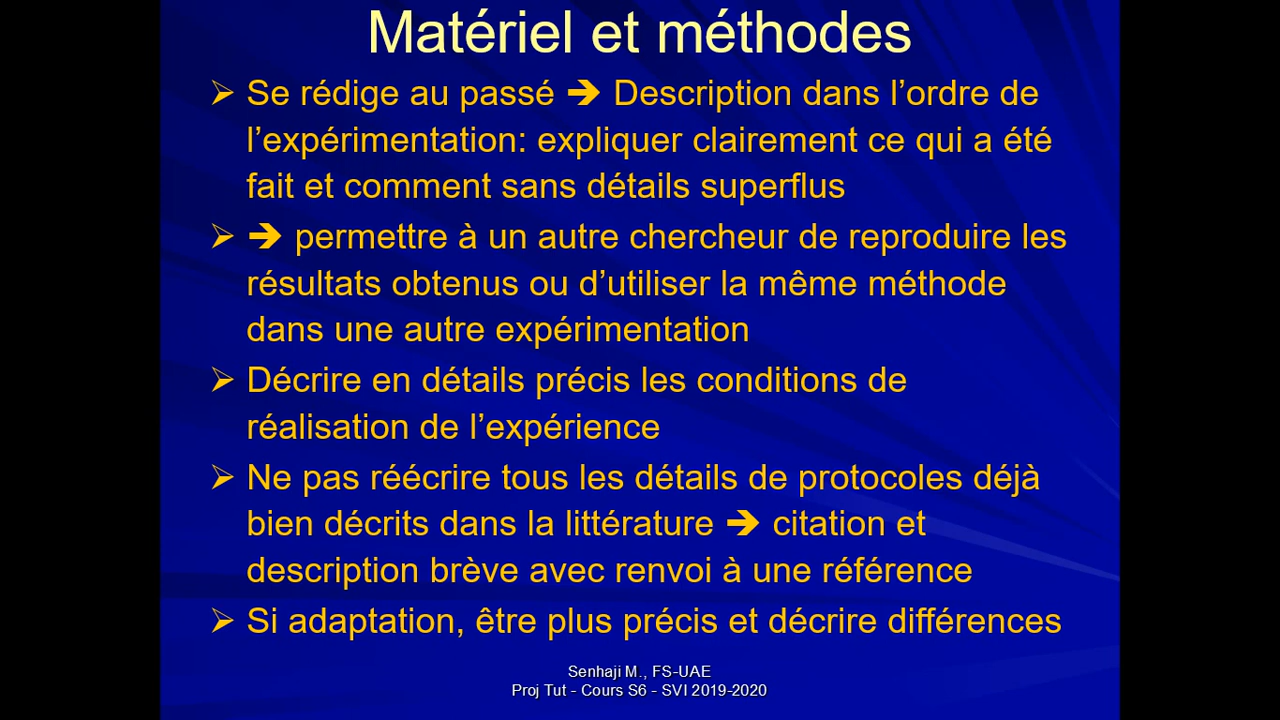 Matériel et méthodes
➢ Se rédige au passé ➔ Description dans l’ordre de
l’expérimentation: expliquer clairement ce qui a été
fait et comment sans détails superflus
➢ ➔ permettre à un autre chercheur de reproduire les
résultats obtenus ou d’utiliser la même méthode
dans une autre expérimentation
➢ Décrire en détails précis les conditions de
réalisation de l’expérience
➢ Ne pas réécrire tous les détails de protocoles déjà
bien décrits dans la littérature ➔ citation et
description brève avec renvoi à une référence
➢ Si adaptation, être plus précis et décrire différences
Senhaji M., FS-UAE
Proj Tut - Cours S6 - SVI 2019-2020